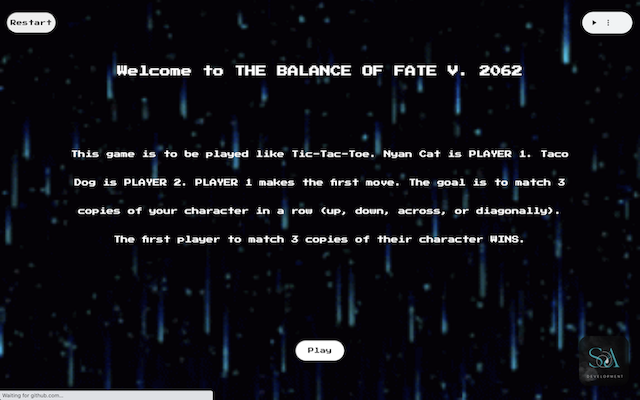 Restart
Welcome to THE BALANCE OF FATE V. 2062
This game is to be played like Tic-Tac-Toe. Nyan Cat is PLAYER 1. Taco
Dog is PLAYER 2. PLAYER 1 makes the first move. The goal is to match 3
copies of your character in a row (up, down, across, or diagonally).
The first player to match 3 copies of their character WINS.
Play
SOA
DEVELOPMENT
Waiting for github.com...